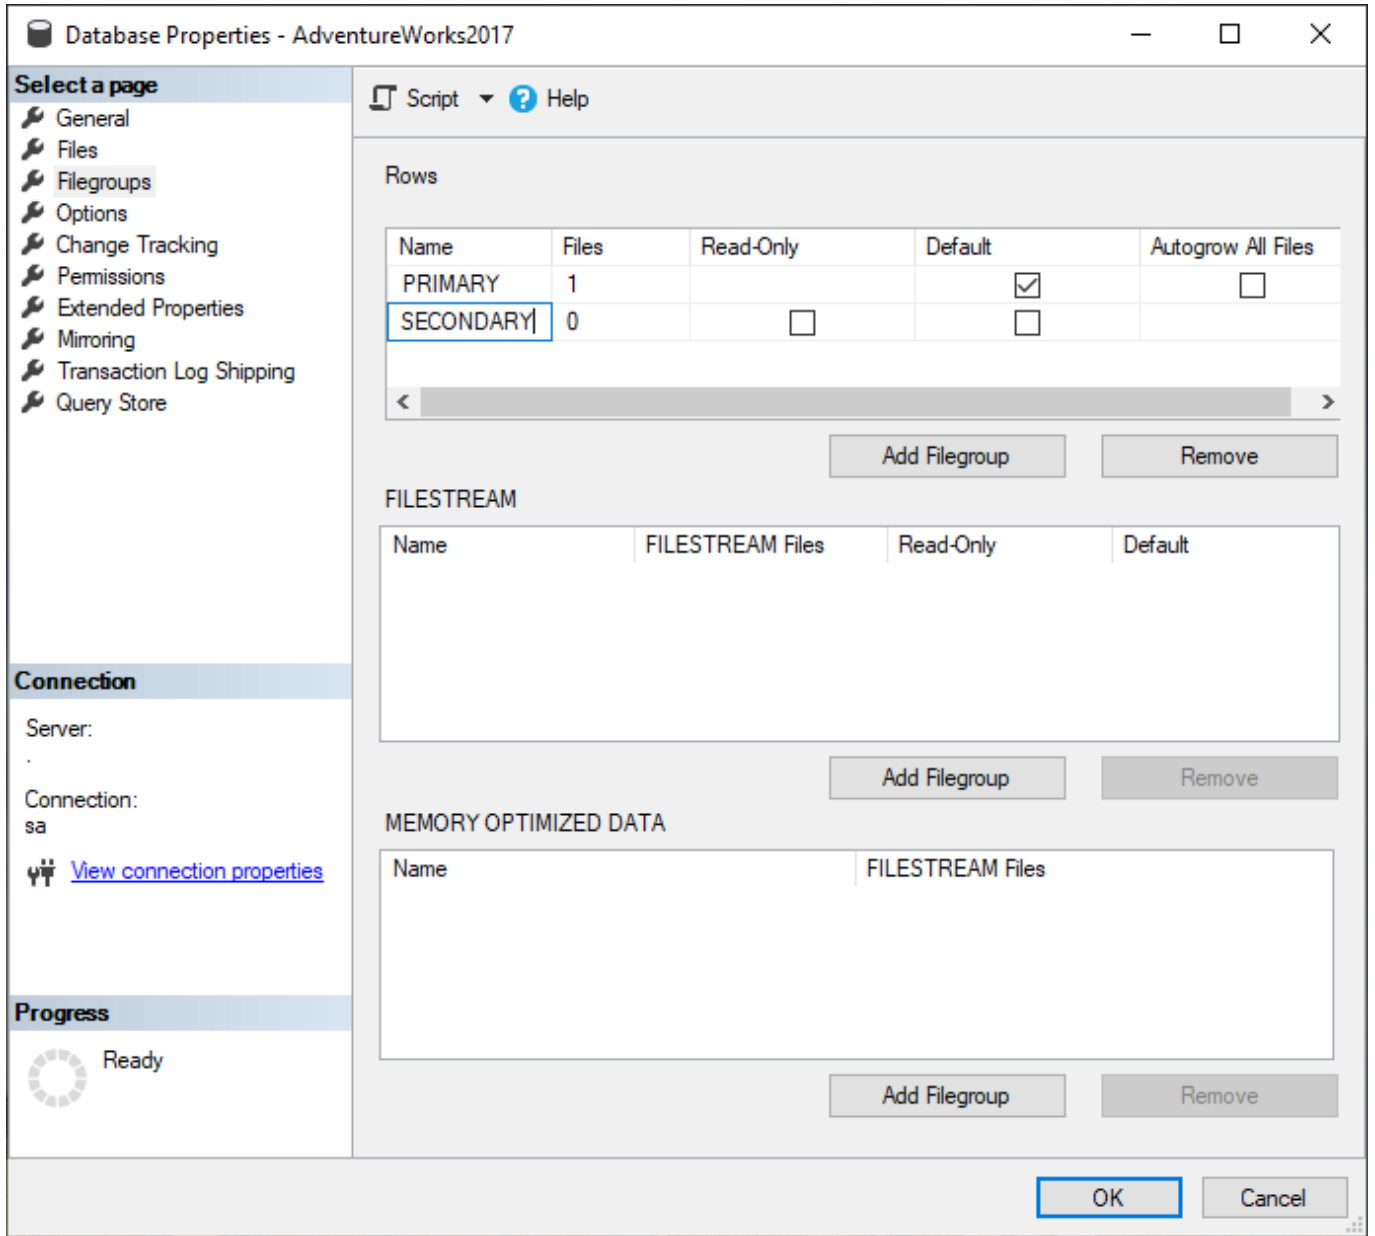 Database Properties - AdventureWorks2017
Select a page
General
Files
Filegroups
Options
Change Tracking
Permissions
Extended Properties
Mirroring
Transaction Log Shipping
Query Store
Connection
Server:
.
Connection:
sa
View connection properties
Progress
Ready
Script
? Help
Rows
Name Files Read-Only Default Autogrow All Files
PRIMARY 1
SECONDARY 0
Add Filegroup Remove
FILESTREAM
Name FILESTREAM Files Read-Only Default
Add Filegroup Remove
MEMORY OPTIMIZED DATA
Name FILESTREAM Files
Add Filegroup Remove
OK Cancel